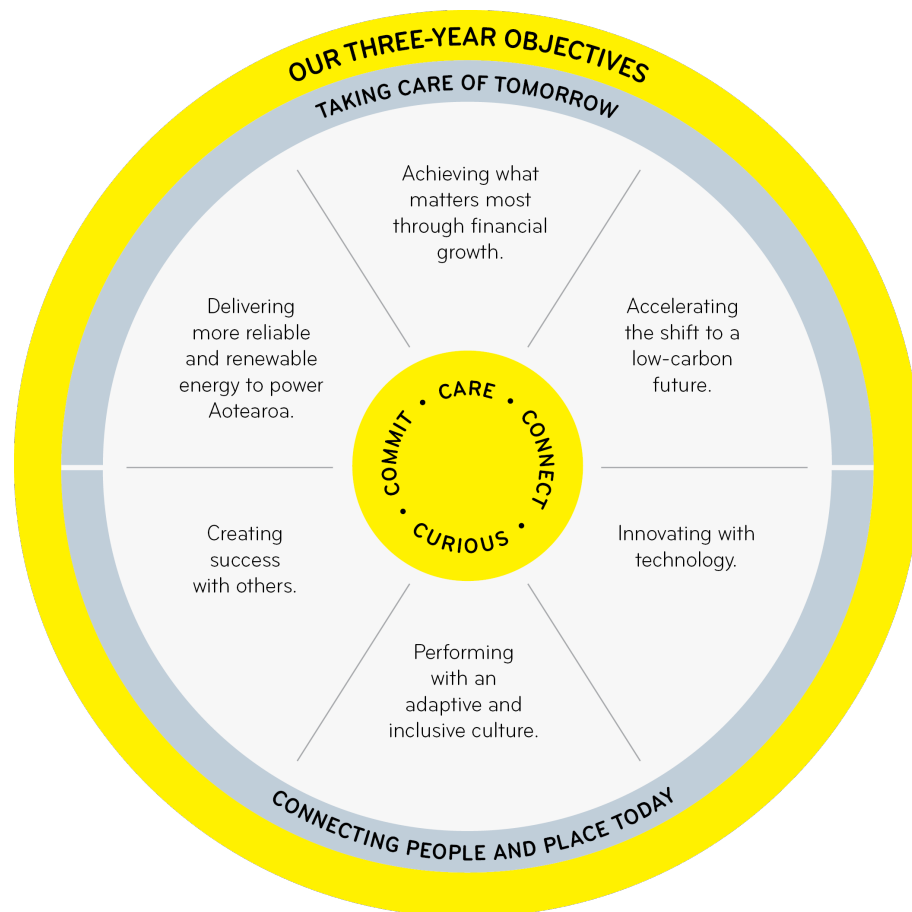 OUR THREE-YEAR OBJECTIVES
TAKING CARE OF TOMORROW
Achieving what
matters most
through financial
growth.
Delivering
more reliable
and renewable
energy to power
Aotearoa.
Accelerating
the shift to a
low-carbon
future.
CARE • CONNECT • CURIOUS • COMMIT •
Creating
success
with others.
Innovating with
technology.
Performing
with an
adaptive and
inclusive culture.
CONNECTING PEOPLE AND PLACE TODAY